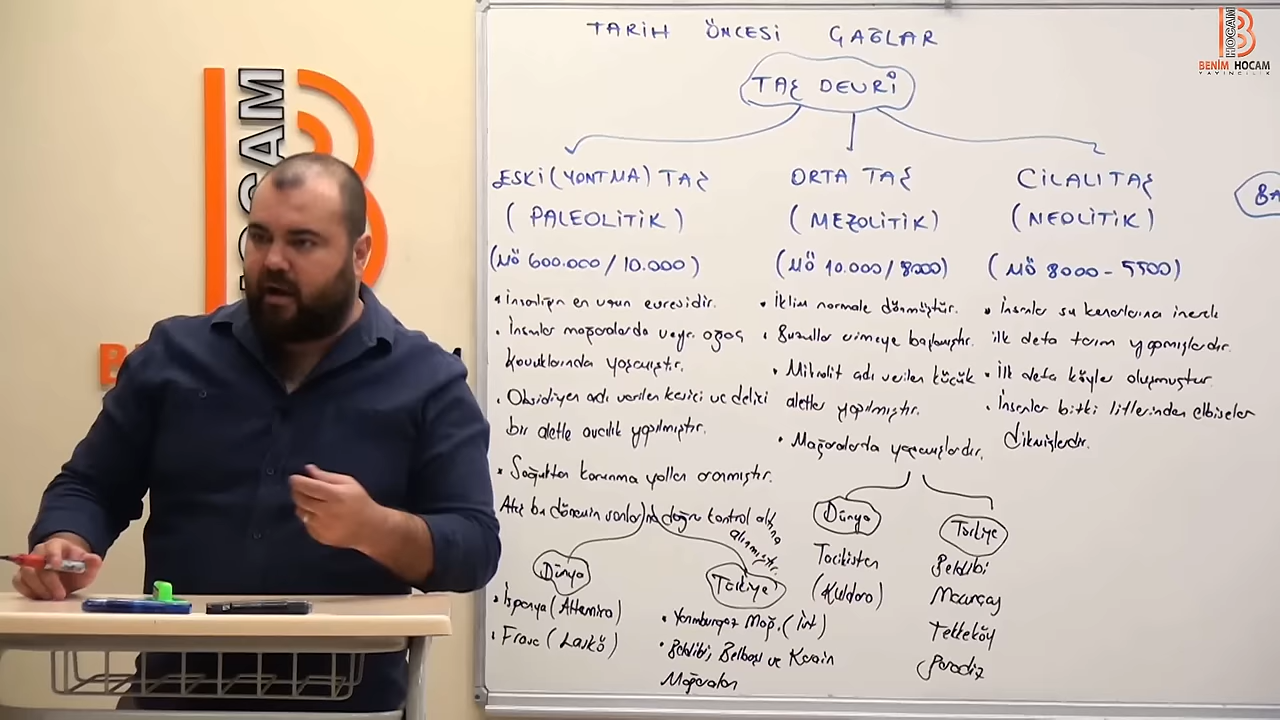 TARİH ÖNCESİ ÇAĞLAR
TAŞ DEVRİ
ESKİ (YONTMA) TAŞ
(PALEOLİTİK)
(MÖ 600.000 / 10.000)
• İnsanlığın en uzun evresidir.
• İnsanlar mağaralarda veya ağaç
kovuklarında yaşamıştır.
• Obsidiyen adı verilen kesici ve delici
bir aletle avcılık yapılmıştır.
• Soğuktan korunma yolları aranmıştır.
Ateş bu dönemin sonlarına doğru kontrol altına
alınmıştır.
Dünya
• İspanya (Altamira)
• Fransa (Laskö)
Türkiye
• Yarımburgaz Mağ. (İst)
• Beldibi, Belbaşı ve Karain
Mağaraları
ORTA TAŞ
(MEZOLİTİK)
(MÖ 10.000 / 8000)
• İklim normale dönmüştür.
• Buzullar erimeye başlamıştır.
• Mikrolit adı verilen küçük
aletler yapılmıştır.
• Mağaralarda yaşamışlardır.
Dünya
Tacikistan
(Kuldara)
Türkiye
Beldibi
Macunçay
Tekkeköy
Baradiz
CİLALI TAŞ
(NEOLİTİK)
(MÖ 8000 - 5500)
• İnsanlar su kenarlarına inerek
ilk defa tarım yapmışlardır.
• İlk defa köyler oluşmuştur.
• İnsanlar bitki liflerinden elbiseler
dikmişlerdir.
BA
B
HOCAM
BENİM HOCAM
YAYINCILIK